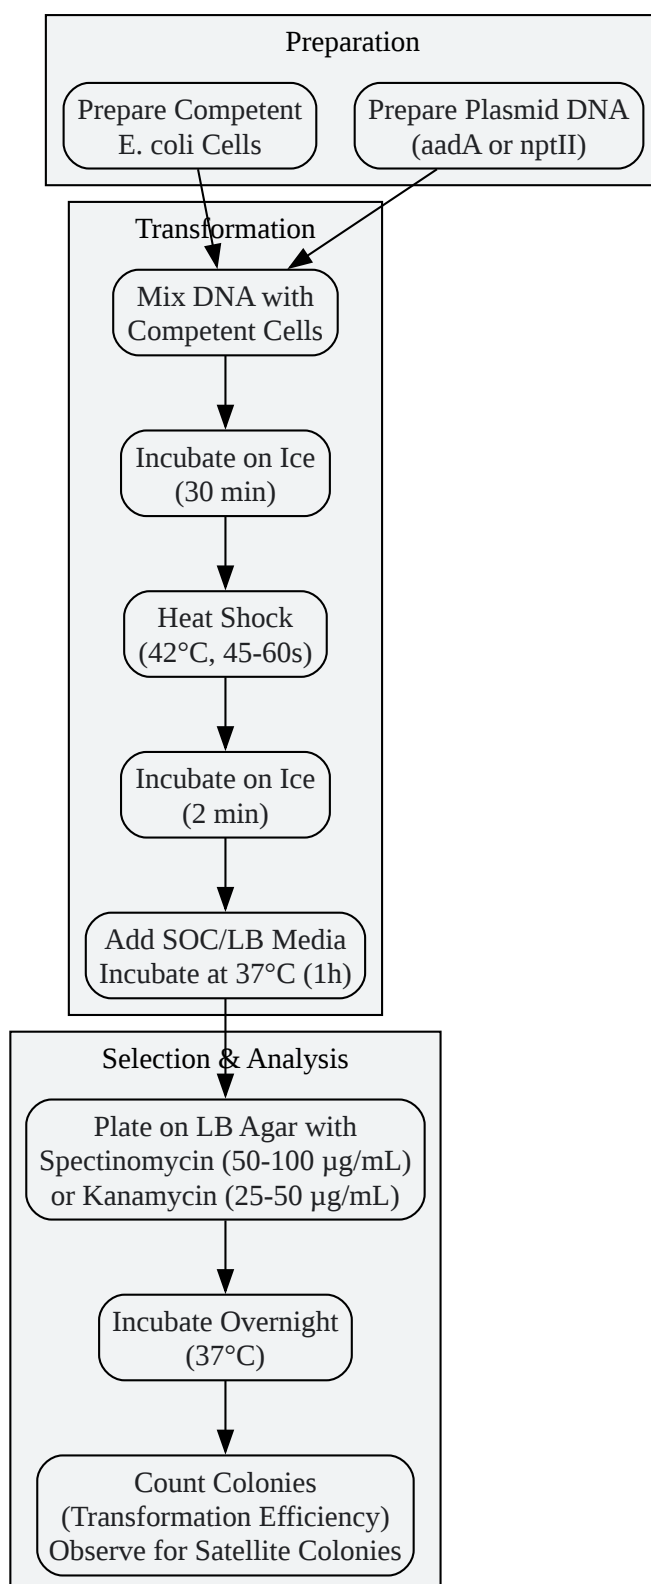 Preparation
Prepare Competent
E. coli Cells
Prepare Plasmid DNA
(aadA or nptII)
Transformation
Mix DNA with
Competent Cells
Incubate on Ice
(30 min)
Heat Shock
(42°C, 45-60s)
Incubate on Ice
(2 min)
Add SOC/LB Media
Incubate at 37°C (1h)
Selection & Analysis
Plate on LB Agar with
Spectinomycin (50-100 µg/mL)
or Kanamycin (25-50 µg/mL)
Incubate Overnight
(37°C)
Count Colonies
(Transformation Efficiency)
Observe for Satellite Colonies